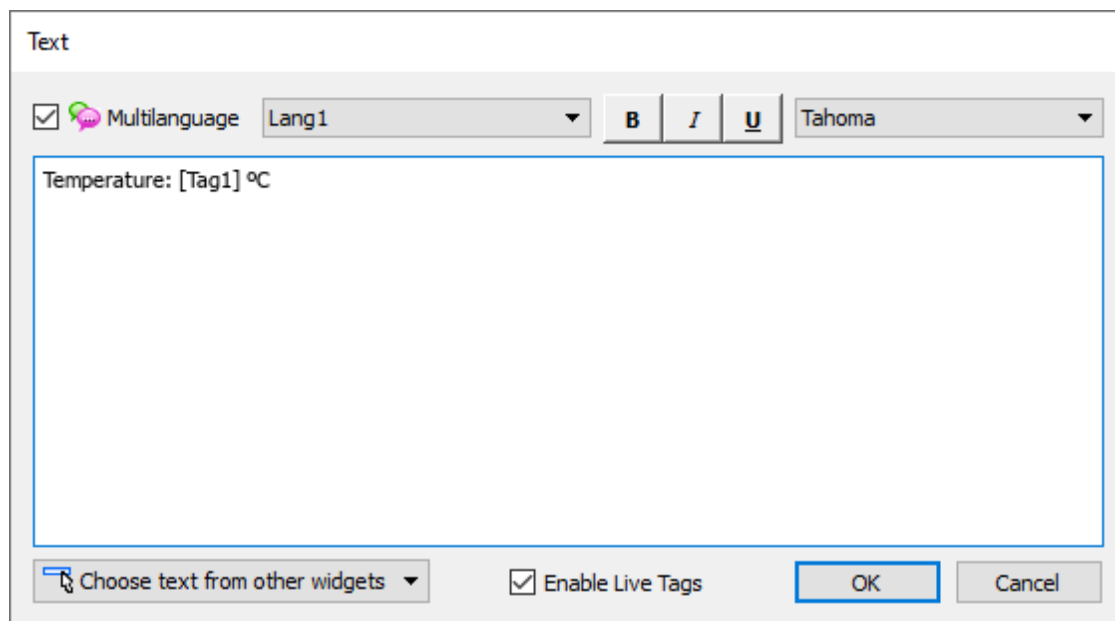 Text
Multilanguage Lang1 B I U Tahoma
Temperature: [Tag1] ºC
Choose text from other widgets Enable Live Tags OK Cancel